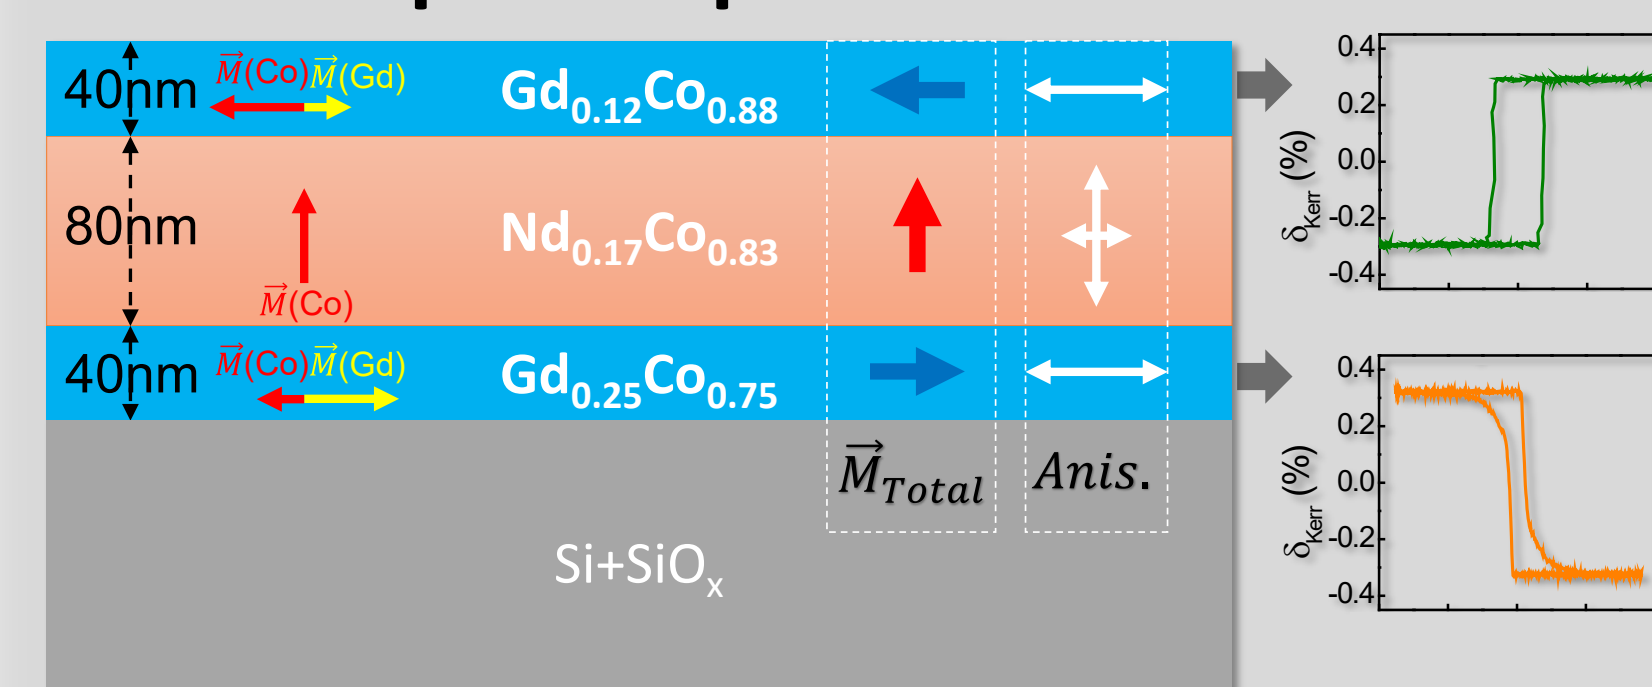 40nm
M⃗(Co) M⃗(Gd)
Gd0.12Co0.88
80nm
M⃗(Co)
Nd0.17Co0.83
40nm
M⃗(Co) M⃗(Gd)
Gd0.25Co0.75
M⃗Total
Anis.
Si+SiOx
δKerr (%)
0.4
0.2
0.0
-0.2
-0.4
δKerr (%)
0.4
0.2
0.0
-0.2
-0.4